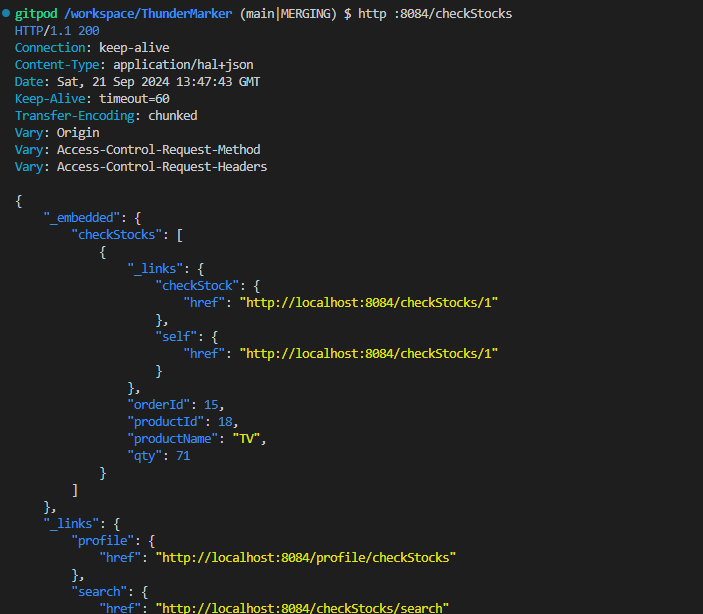 gitpod /workspace/ThunderMarker (main|MERGING) $ http :8084/checkStocks
HTTP/1.1 200
Connection: keep-alive
Content-Type: application/hal+json
Date: Sat, 21 Sep 2024 13:47:43 GMT
Keep-Alive: timeout=60
Transfer-Encoding: chunked
Vary: Origin
Vary: Access-Control-Request-Method
Vary: Access-Control-Request-Headers

{
    "_embedded": {
        "checkStocks": [
            {
                "_links": {
                    "checkStock": {
                        "href": "http://localhost:8084/checkStocks/1"
                    },
                    "self": {
                        "href": "http://localhost:8084/checkStocks/1"
                    }
                },
                "orderId": 15,
                "productId": 18,
                "productName": "TV",
                "qty": 71
            }
        ]
    },
    "_links": {
        "profile": {
            "href": "http://localhost:8084/profile/checkStocks"
        },
        "search": {
            "href": "http://localhost:8084/checkStocks/search"